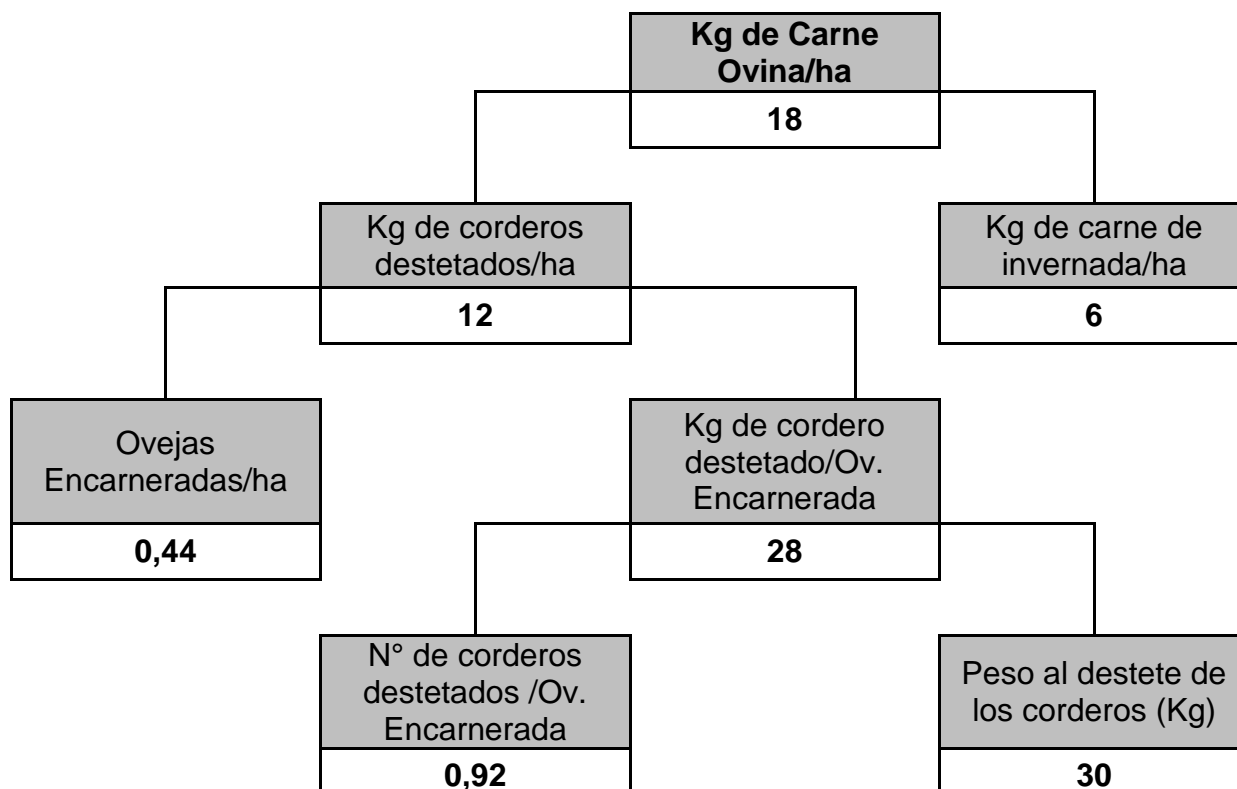 Kg de Carne
Ovina/ha
18
Kg de corderos
destetados/ha
12
Kg de carne de
invernada/ha
6
Ovejas
Encarneradas/ha
0,44
Kg de cordero
destetado/Ov.
Encarnerada
28
N° de corderos
destetados /Ov.
Encarnerada
0,92
Peso al destete de
los corderos (Kg)
30